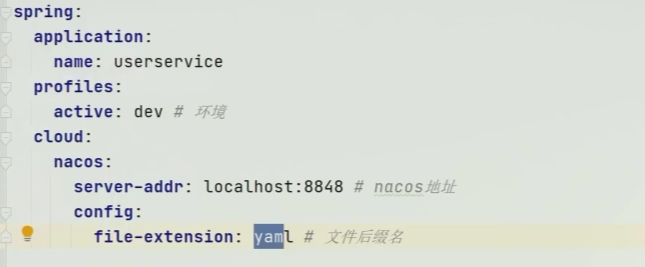 spring:
  application:
    name: userservice
  profiles:
    active: dev # 环境
  cloud:
    nacos:
      server-addr: localhost:8848 # nacos地址
      config:
        file-extension: yaml # 文件后缀名